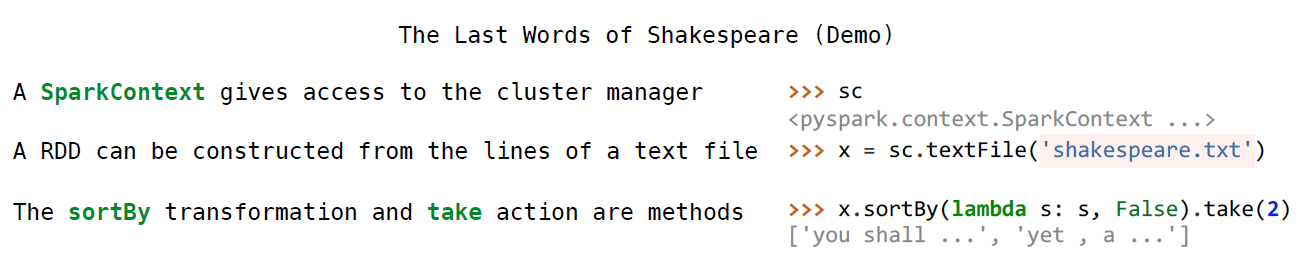 The Last Words of Shakespeare (Demo)
A SparkContext gives access to the cluster manager
>>> sc
<pyspark.context.SparkContext ...>
A RDD can be constructed from the lines of a text file
>>> x = sc.textFile('shakespeare.txt')
The sortBy transformation and take action are methods
>>> x.sortBy(lambda s: s, False).take(2)
['you shall ...', 'yet , a ...']